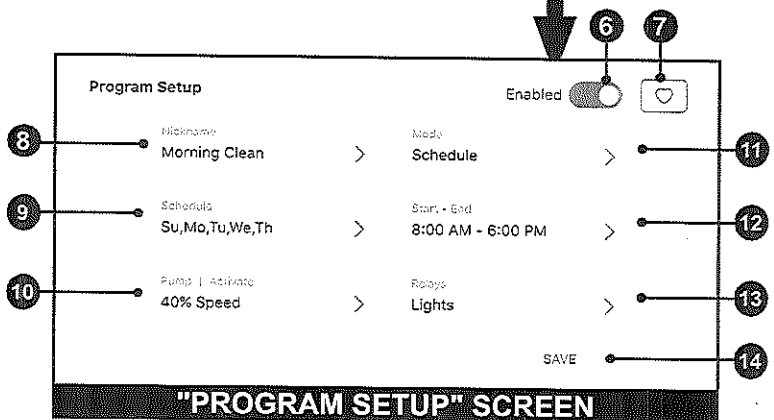 6 7
Program Setup Enabled
8 Nickname Mode 11
Morning Clean > Schedule >
9 Schedule Start - End 12
Su,Mo,Tu,We,Th > 8:00 AM - 6:00 PM >
10 Pump | Activate Relays 13
40% Speed > Lights >
SAVE 14
"PROGRAM SETUP" SCREEN